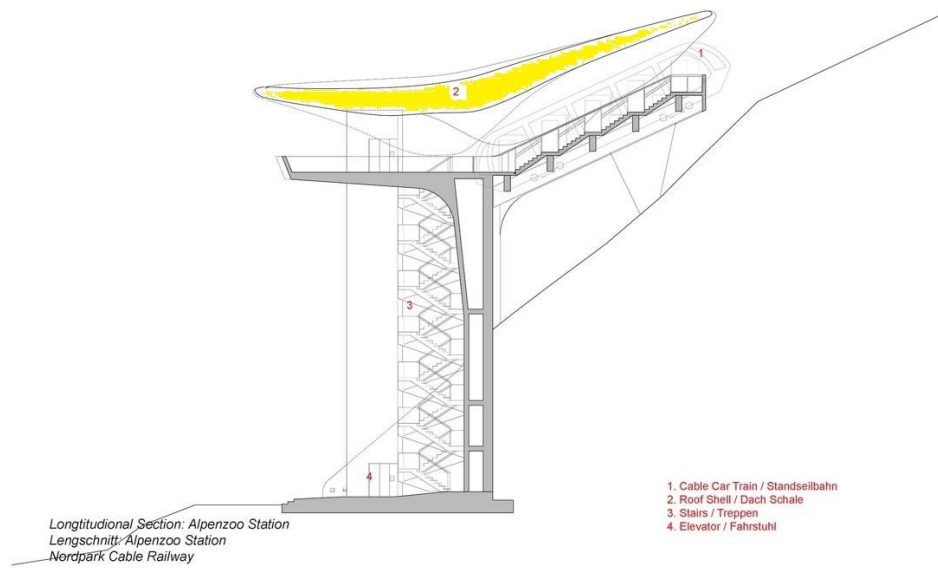 1
2
3
4
1. Cable Car Train / Standseilbahn
2. Roof Shell / Dach Schale
3. Stairs / Treppen
4. Elevator / Fahrstuhl
Longtitudional Section: Alpenzoo Station
Lengschnitt: Alpenzoo Station
Nordpark Cable Railway